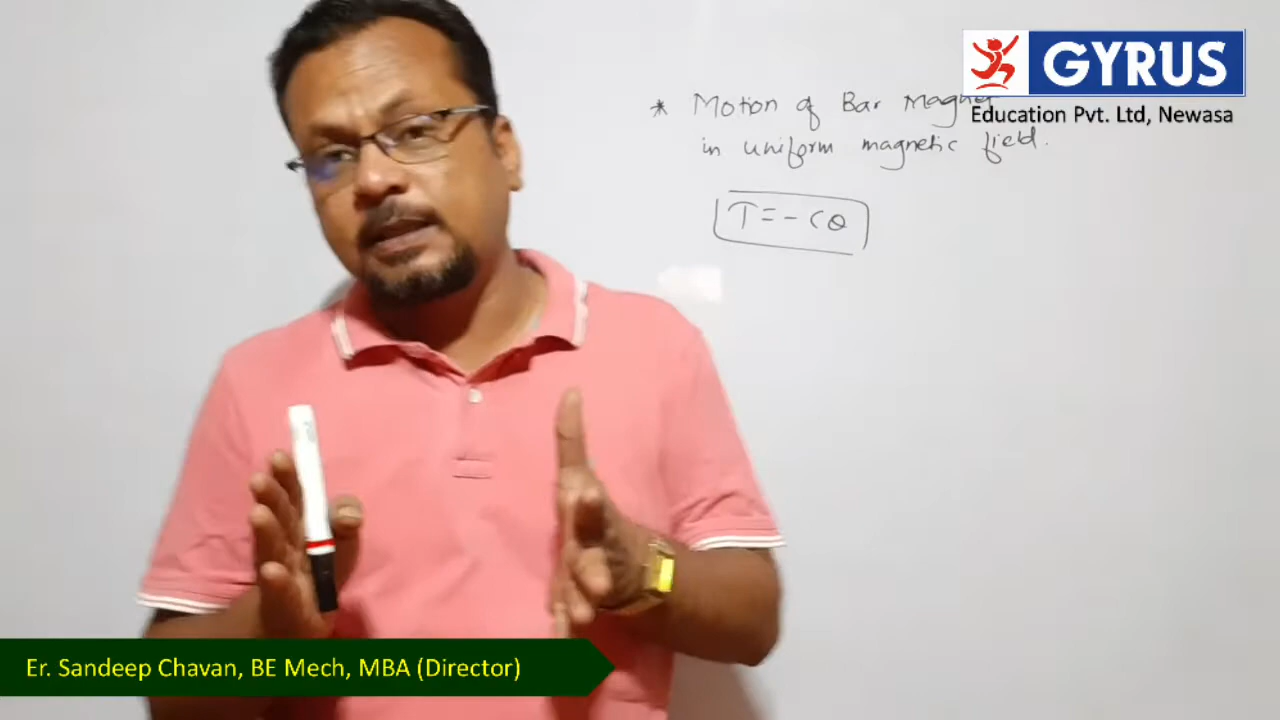 GYRUS
Education Pvt. Ltd, Newasa
* Motion of Bar Magnet
in uniform magnetic field.
T = - cθ
Er. Sandeep Chavan, BE Mech, MBA (Director)